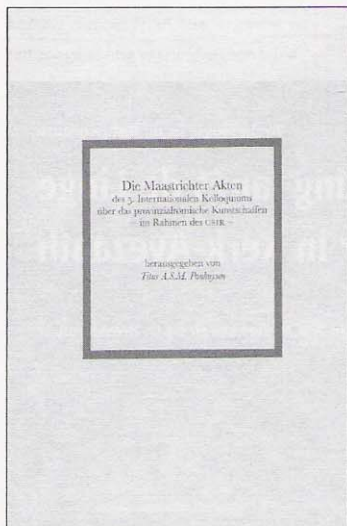 Die Maastrichter Akten
des 5. Internationalen Kolloquiums
über das provinzialrömische Kunstschaffen
– im Rahmen des CSIR –
herausgegeben von
Titus A.S.M. Panhuysen